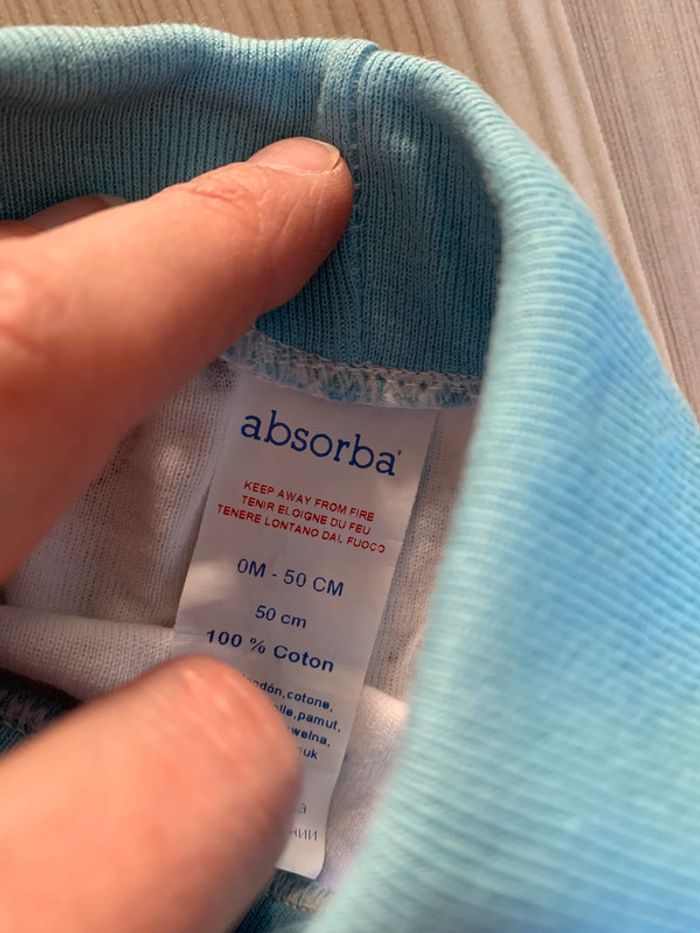 absorba
KEEP AWAY FROM FIRE
TENIR ELOIGNE DU FEU
TENERE LONTANO DAL FUOCO
0M - 50 CM
50 cm
100 % Coton
cotone,
pamut,